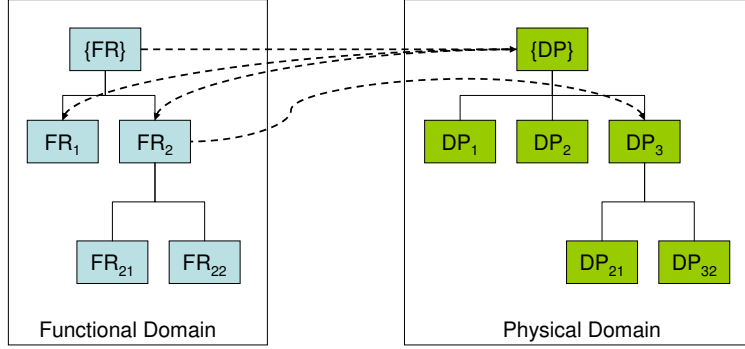 {FR}
{DP}
FR₁
FR₂
DP₁
DP₂
DP₃
FR₂₁
FR₂₂
DP₂₁
DP₃₂
Functional Domain
Physical Domain